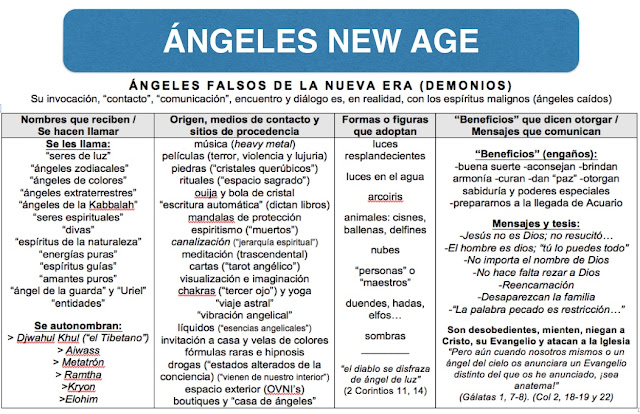 ÁNGELES NEW AGE
ÁNGELES FALSOS DE LA NUEVA ERA (DEMONIOS)
Su invocación, “contacto”, “comunicación”, encuentro y diálogo es, en realidad, con los espíritus malignos (ángeles caídos)
Nombres que reciben /
Se hacen llamar
Se les llama:
“seres de luz”
“ángeles zodiacales”
“ángeles de colores”
“ángeles extraterrestres”
“ángeles de la Kabbalah”
“seres espirituales”
“divas”
“espíritus de la naturaleza”
“energías puras”
“espíritus guías”
“amantes puros”
“ángel de la guarda” y “Uriel”
“entidades”
Se autonombran:
> Djwahul Khul (“el Tibetano”)
> Aiwass
> Metatrón
> Ramtha
>Kryon
>Elohim
Origen, medios de contacto y
sitios de procedencia
música (heavy metal)
películas (terror, violencia y lujuria)
piedras (“cristales querúbicos”)
rituales (“espacio sagrado”)
ouija y bola de cristal
“escritura automática” (dictan libros)
mandalas de protección
espiritismo (“muertos”)
canalización (“jerarquía espiritual”)
meditación (trascendental)
cartas (“tarot angélico”)
visualización e imaginación
chakras (“tercer ojo”) y yoga
“viaje astral”
“vibración angelical”
líquidos (“esencias angelicales”)
invitación a casa y velas de colores
fórmulas raras e hipnosis
drogas (“estados alterados de la
conciencia) (“vienen de nuestro interior”)
espacio exterior (OVNI’s)
boutiques y “casa de ángeles”
Formas o figuras
que adoptan
luces
resplandecientes
luces en el agua
arcoiris
animales: cisnes,
ballenas, delfines
nubes
“personas” o
“maestros”
duendes, hadas,
elfos…
sombras
“el diablo se disfraza
de ángel de luz”
(2 Corintios 11, 14)
“Beneficios” que dicen otorgar /
Mensajes que comunican
“Beneficios” (engaños):
-buena suerte -aconsejan -brindan
armonía -curan -dan “paz” -otorgan
sabiduría y poderes especiales
-prepararnos a la llegada de Acuario
Mensajes y tesis:
-Jesús no es Dios; no resucitó…
-El hombre es dios; “tú lo puedes todo”
-No importa el nombre de Dios
-No hace falta rezar a Dios
-Reencarnación
-Desaparezcan la familia
-“La palabra pecado es restricción…”
Son desobedientes, mienten, niegan a
Cristo, su Evangelio y atacan a la Iglesia
“Pero aún cuando nosotros mismos o un
ángel del cielo os anunciara un Evangelio
distinto del que os he anunciado, ¡sea
anatema!
(Gálatas 1, 7-8). (Col 2, 18-19 y 22)